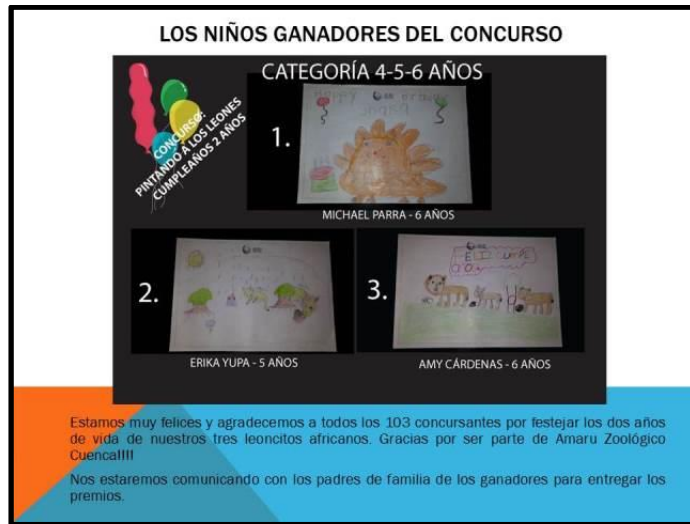 LOS NIÑOS GANADORES DEL CONCURSO
CATEGORÍA 4-5-6 AÑOS
CONCURSO:
PINTANDO A LOS LEONES
CUMPLEAÑOS 2 AÑOS
1.
MICHAEL PARRA - 6 AÑOS
2.
3.
ERIKA YUPA - 5 AÑOS
AMY CÁRDENAS - 6 AÑOS
Estamos muy felices y agradecemos a todos los 103 concursantes por festejar los dos años
de vida de nuestros tres leoncitos africanos. Gracias por ser parte de Amaru Zoológico
Cuenca!!!!
Nos estaremos comunicando con los padres de familia de los ganadores para entregar los
premios.